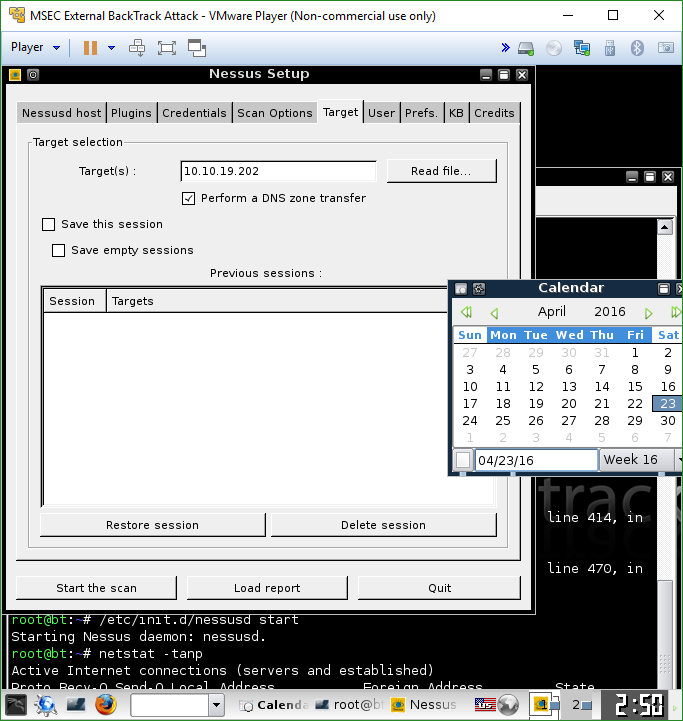 MSEC External BackTrack Attack - VMware Player (Non-commercial use only)
Player
Nessus Setup
Nessusd host Plugins Credentials Scan Options Target User Prefs. KB Credits
Target selection
Target(s) : 10.10.19.202 Read file...
Perform a DNS zone transfer
Save this session
Save empty sessions
Previous sessions :
Session Targets
Restore session Delete session
Start the scan Load report Quit
Calendar
April 2016
Sun Mon Tue Wed Thu Fri Sat
27 28 29 30 31 1 2
3 4 5 6 7 8 9
10 11 12 13 14 15 16
17 18 19 20 21 22 23
24 25 26 27 28 29 30
1 2 3 4 5 6 7
04/23/16 Week 16
track
line 414, in
line 470, in
root@bt:~# /etc/init.d/nessusd start
Starting Nessus daemon: nessusd.
root@bt:~# netstat -tanp
Active Internet connections (servers and established)
Proto Recv-Q Send-Q Local Address Foreign Address State
Calenda root@b Nessus 1 2 2:50